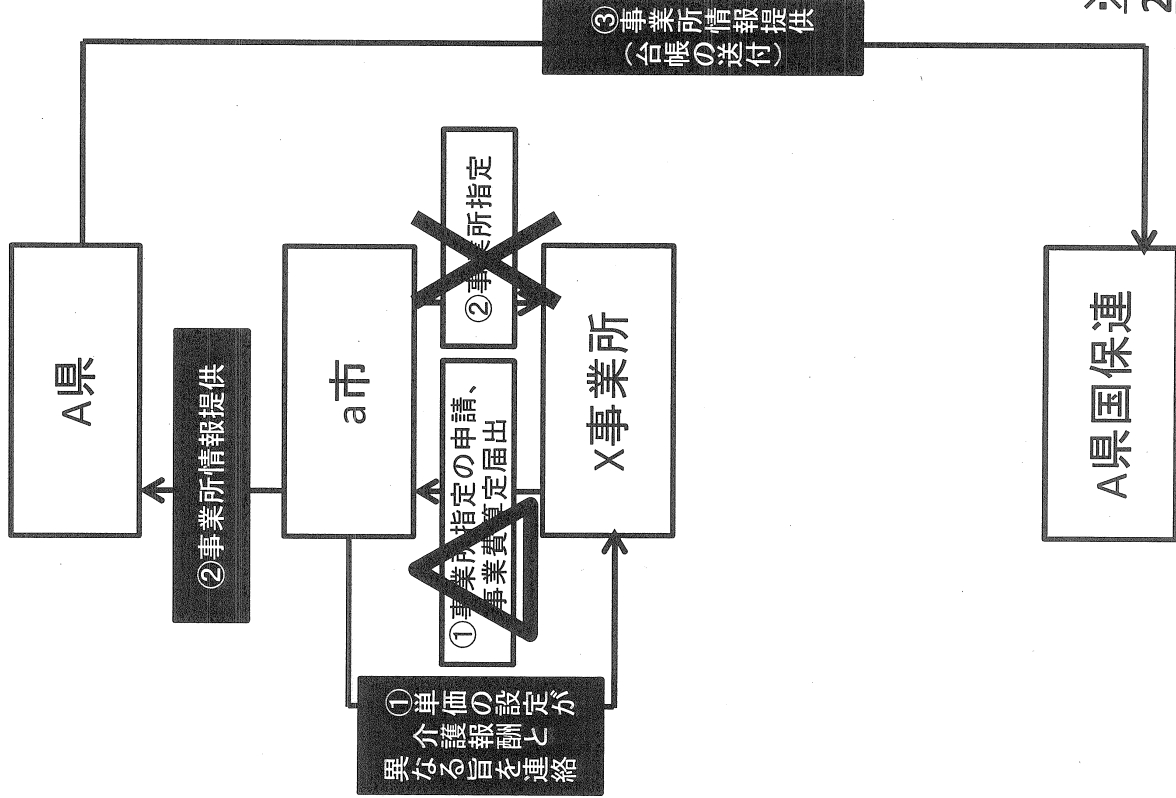 A県
②事業所情報提供
a市
①事業所指定の申請、
事業費算定届出
②事業所指定
X事業所
①単価の設定が
介護報酬と
異なる旨を連絡
③事業所情報提供
(台帳の送付)
A県国保連
※
2